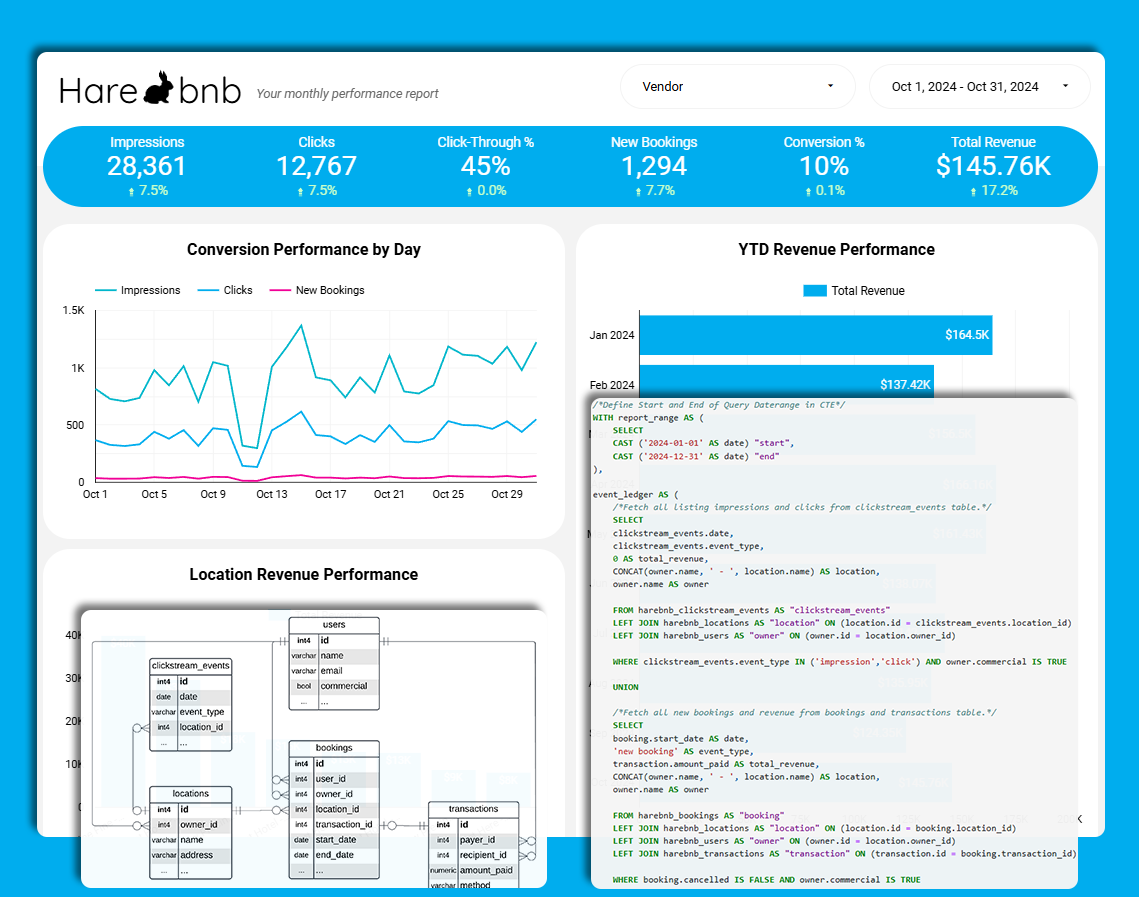 Hare bnb
Your monthly performance report
Vendor
Oct 1, 2024 - Oct 31, 2024
Impressions
28,361
7.5%
Clicks
12,767
7.5%
Click-Through %
45%
0.0%
New Bookings
1,294
7.7%
Conversion %
10%
0.1%
Total Revenue
$145.76K
17.2%
Conversion Performance by Day
Impressions Clicks New Bookings
1.5K
1K
500
0
Oct 1 Oct 5 Oct 9 Oct 13 Oct 17 Oct 21 Oct 25 Oct 29
YTD Revenue Performance
Total Revenue
Jan 2024 $164.5K
Feb 2024 $137.42K
Location Revenue Performance
40K
30K
20K
10K
0
clickstream_events
int4 id
date date
varchar event_type
int4 location_id
... ...
locations
int4 id
int4 owner_id
varchar name
varchar address
... ...
users
int4 id
varchar name
varchar email
bool commercial
... ...
bookings
int4 id
int4 user_id
int4 owner_id
int4 location_id
int4 transaction_id
date start_date
date end_date
... ...
transactions
int4 id
int4 payer_id
int4 recipient_id
numeric amount_paid
varchar method
/*Define Start and End of Query Daterange in CTE*/
WITH report_range AS (
SELECT
CAST ('2024-01-01' AS date) "start",
CAST ('2024-12-31' AS date) "end"
),
event_ledger AS (
/*Fetch all listing impressions and clicks from clickstream_events table.*/
SELECT
clickstream_events.date,
clickstream_events.event_type,
0 AS total_revenue,
CONCAT(owner.name, ' - ', location.name) AS location,
owner.name AS owner
FROM harebnb_clickstream_events AS "clickstream_events"
LEFT JOIN harebnb_locations AS "location" ON (location.id = clickstream_events.location_id)
LEFT JOIN harebnb_users AS "owner" ON (owner.id = location.owner_id)
WHERE clickstream_events.event_type IN ('impression','click') AND owner.commercial IS TRUE
UNION
/*Fetch all new bookings and revenue from bookings and transactions table.*/
SELECT
booking.start_date AS date,
'new booking' AS event_type,
transaction.amount_paid AS total_revenue,
CONCAT(owner.name, ' - ', location.name) AS location,
owner.name AS owner
FROM harebnb_bookings AS "booking"
LEFT JOIN harebnb_locations AS "location" ON (location.id = booking.location_id)
LEFT JOIN harebnb_users AS "owner" ON (owner.id = location.owner_id)
LEFT JOIN harebnb_transactions AS "transaction" ON (transaction.id = booking.transaction_id)
WHERE booking.cancelled IS FALSE AND owner.commercial IS TRUE